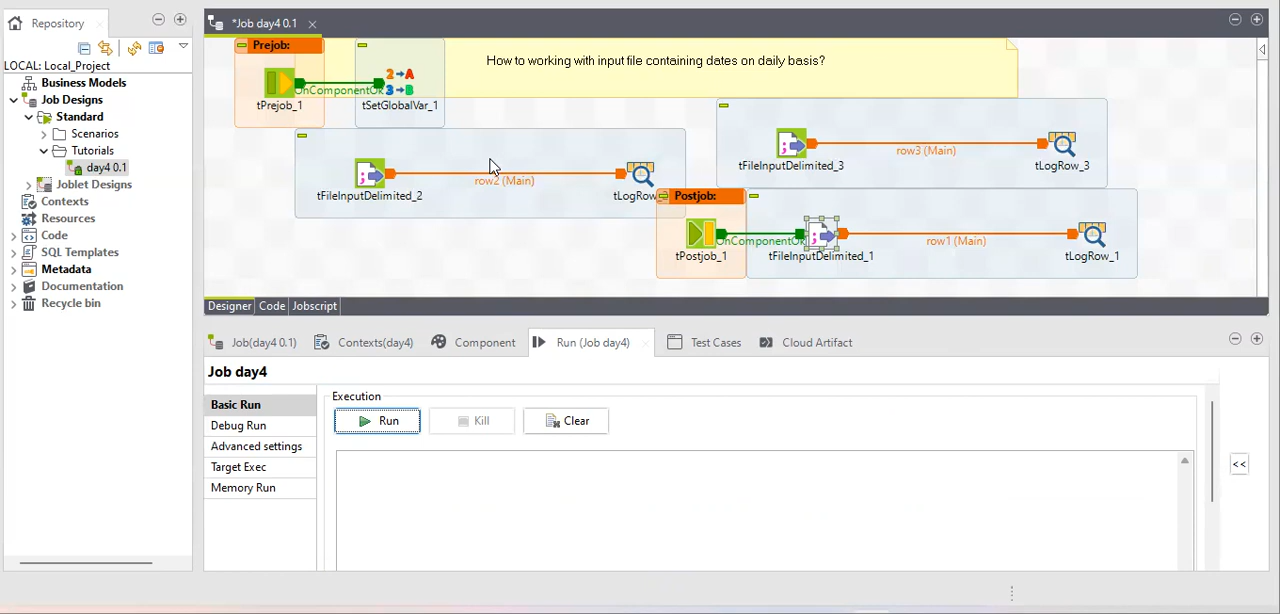 Repository
LOCAL: Local_Project
Business Models
Job Designs
Standard
Scenarios
Tutorials
day4 0.1
Joblet Designs
Contexts
Resources
Code
SQL Templates
Metadata
Documentation
Recycle bin
*Job day4 0.1
Prejob:
How to working with input file containing dates on daily basis?
OnComponentOk
2 A
3 B
tPrejob_1
tSetGlobalVar_1
row3 (Main)
tFileInputDelimited_3
tLogRow_3
row2 (Main)
tFileInputDelimited_2
tLogRow_
Postjob:
OnComponentOk
row1 (Main)
tPostjob_1
tFileInputDelimited_1
tLogRow_1
Designer
Code
Jobscript
Job(day4 0.1)
Contexts(day4)
Component
Run (Job day4)
Test Cases
Cloud Artifact
Job day4
Basic Run
Debug Run
Advanced settings
Target Exec
Memory Run
Execution
Run
Kill
Clear
<<